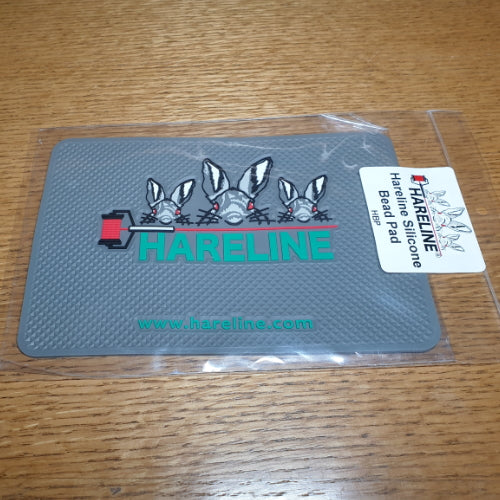 HARELINE
www.hareline.com
HARELINE
Hareline Silicone
Bead Pad
HBP